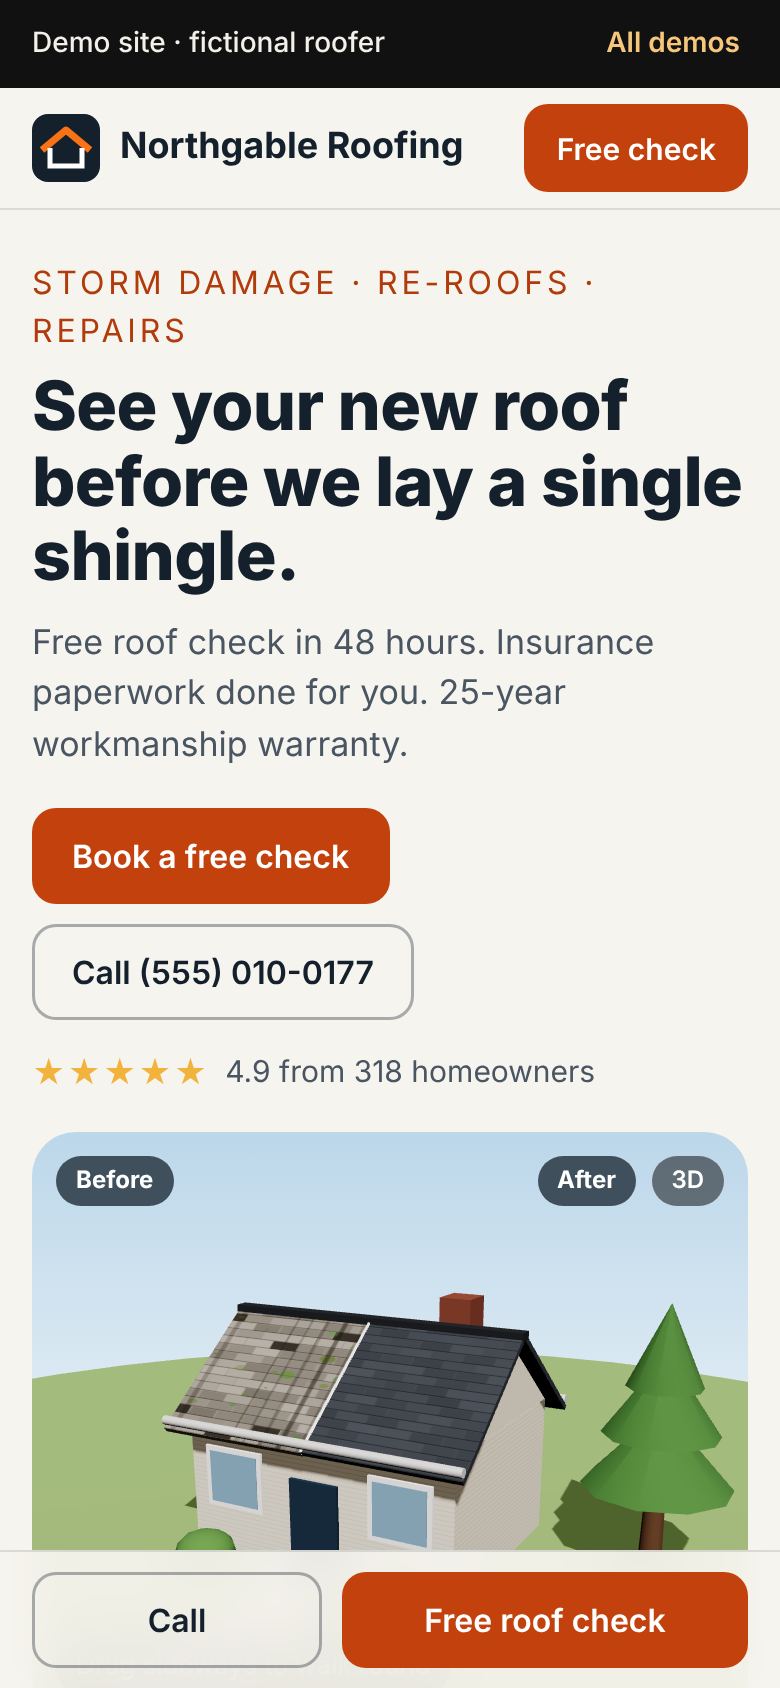 Demo site · fictional roofer
All demos
Northgable Roofing
Free check
STORM DAMAGE · RE-ROOFS ·
REPAIRS
See your new roof
before we lay a single
shingle.
Free roof check in 48 hours. Insurance
paperwork done for you. 25-year
workmanship warranty.
Book a free check
Call (555) 010-0177
★★★★★ 4.9 from 318 homeowners
Before
After
3D
Call
Free roof check